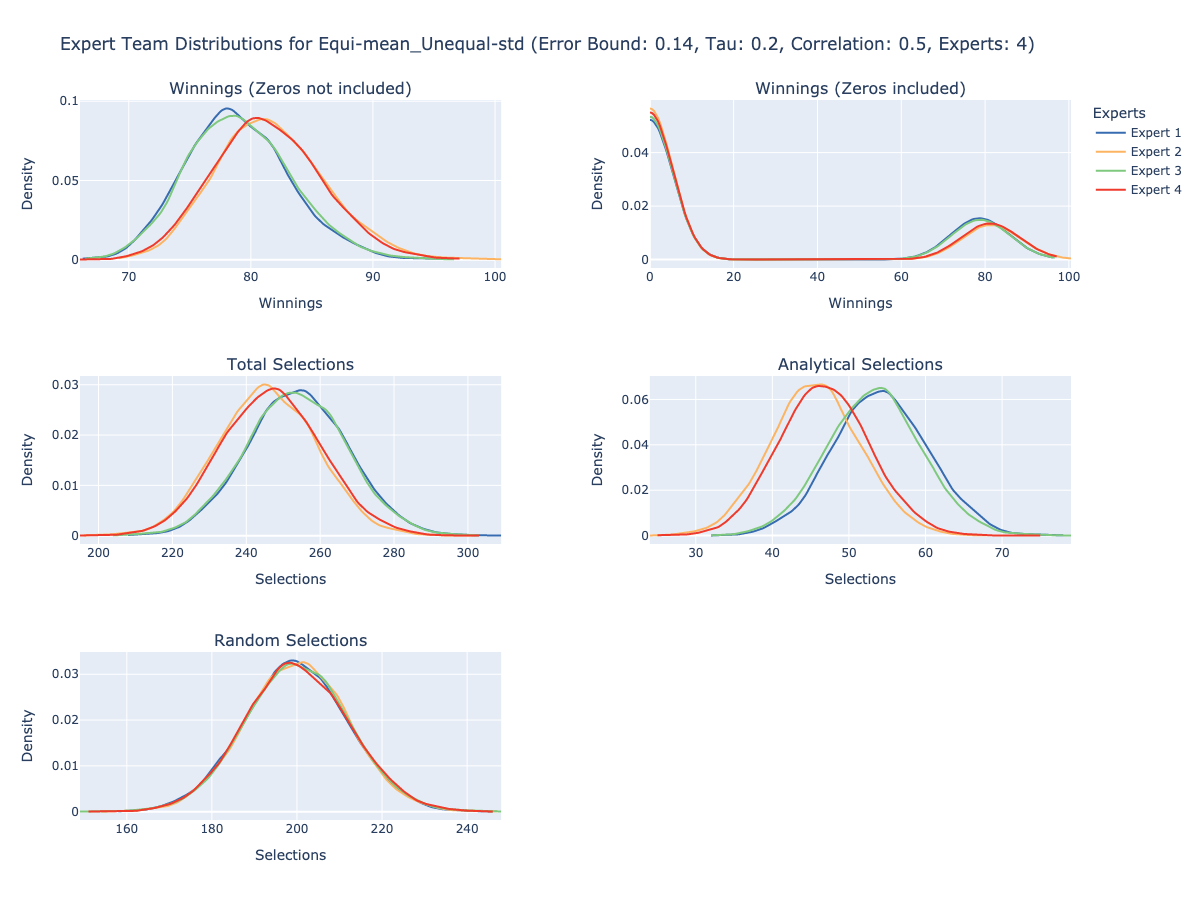 Expert Team Distributions for Equi-mean_Unequal-std (Error Bound: 0.14, Tau: 0.2, Correlation: 0.5, Experts: 4)
Winnings (Zeros not included)
0.1
0.05
0
Density
70 80 90 100
Winnings
Winnings (Zeros included)
0.04
0.02
0
Density
0 20 40 60 80 100
Winnings
Experts
Expert 1
Expert 2
Expert 3
Expert 4
Total Selections
0.03
0.02
0.01
0
Density
200 220 240 260 280 300
Selections
Analytical Selections
0.06
0.04
0.02
0
Density
30 40 50 60 70
Selections
Random Selections
0.03
0.02
0.01
0
Density
160 180 200 220 240
Selections